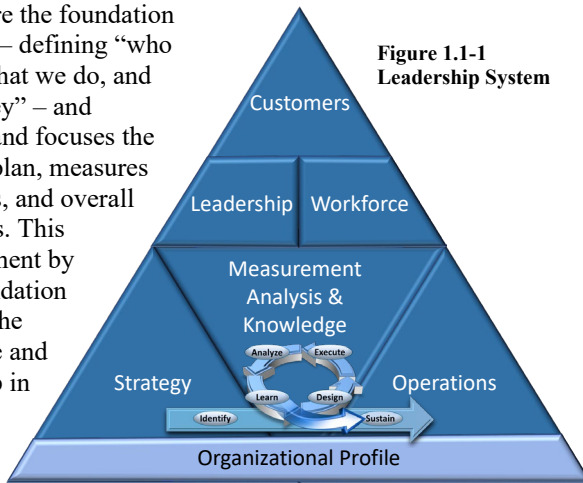 re the foundation
– defining “who
hat we do, and
ey” – and
and focuses the
plan, measures
s, and overall
s. This
nent by
dation
he
e and
o in
Figure 1.1-1
Leadership System
Customers
Leadership
Workforce
Measurement
Analysis &
Knowledge
Analyze
Execute
Learn
Design
Strategy
Operations
Identify
Sustain
Organizational Profile